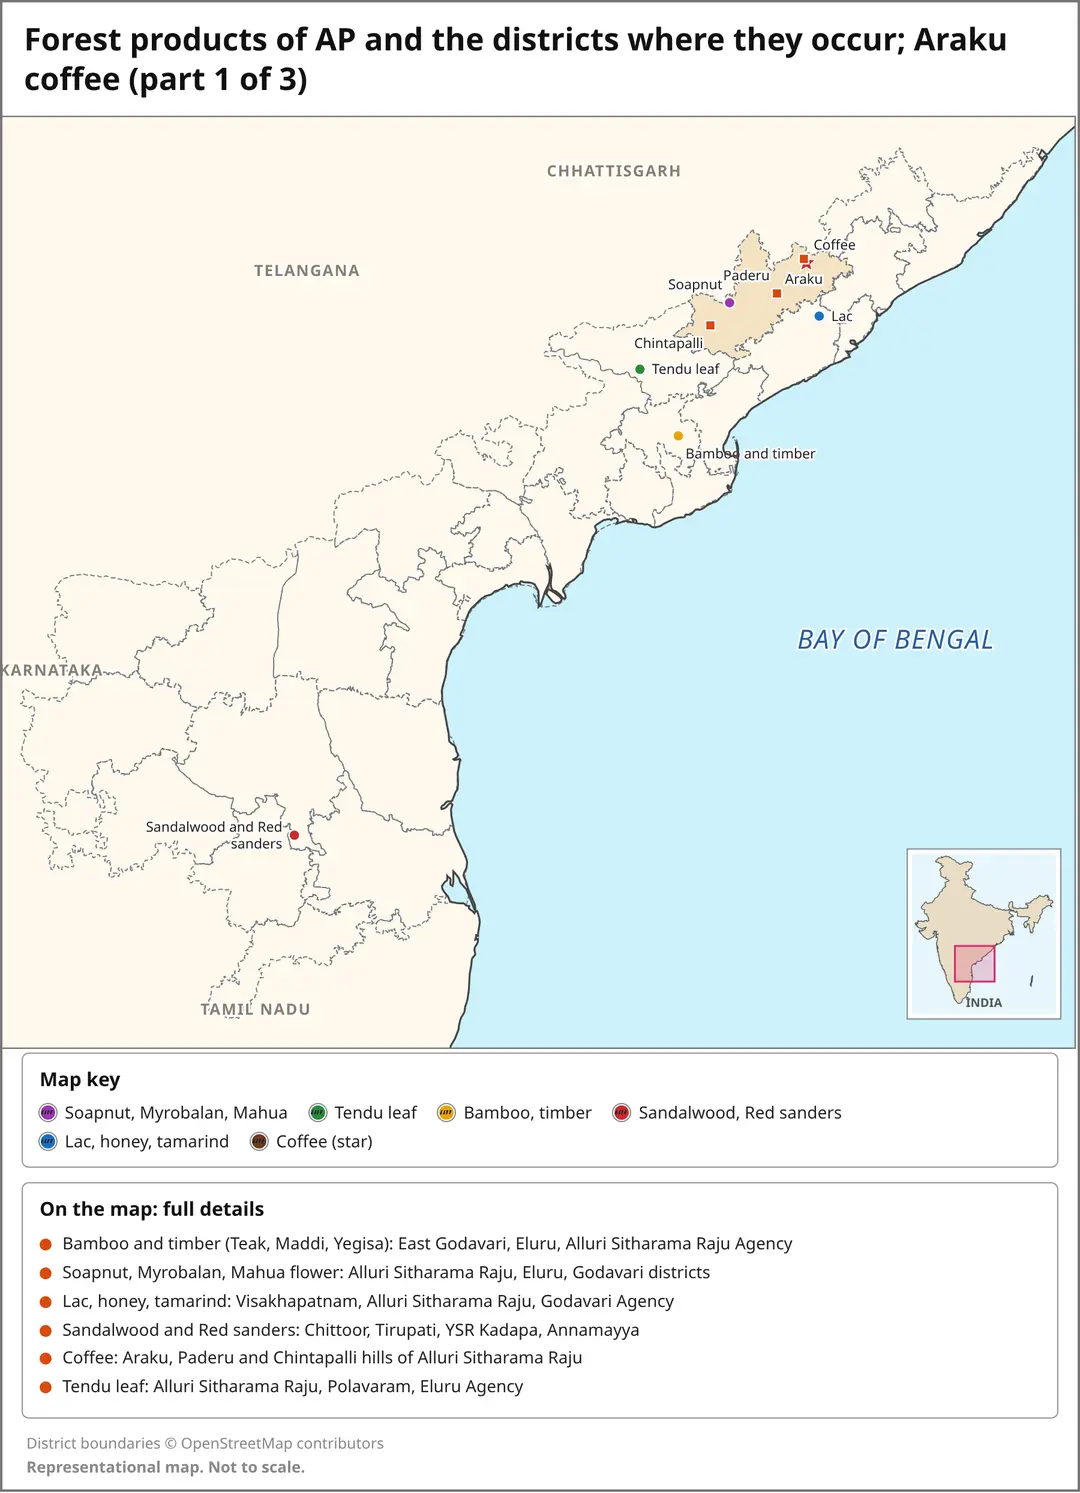 Forest products of AP and the districts where they occur; Araku
coffee (part 1 of 3)
CHHATTISGARH
TELANGANA
Coffee
Paderu
Araku
Soapnut
Lac
Chintapalli
Tendu leaf
Bamboo and timber
BAY OF BENGAL
KARNATAKA
Sandalwood and Red
sanders
TAMIL NADU
INDIA
Map key
Soapnut, Myrobalan, Mahua
Tendu leaf
Bamboo, timber
Sandalwood, Red sanders
Lac, honey, tamarind
Coffee (star)
On the map: full details
Bamboo and timber (Teak, Maddi, Yegisa): East Godavari, Eluru, Alluri Sitharama Raju Agency
Soapnut, Myrobalan, Mahua flower: Alluri Sitharama Raju, Eluru, Godavari districts
Lac, honey, tamarind: Visakhapatnam, Alluri Sitharama Raju, Godavari Agency
Sandalwood and Red sanders: Chittoor, Tirupati, YSR Kadapa, Annamayya
Coffee: Araku, Paderu and Chintapalli hills of Alluri Sitharama Raju
Tendu leaf: Alluri Sitharama Raju, Polavaram, Eluru Agency
District boundaries © OpenStreetMap contributors
Representational map. Not to scale.